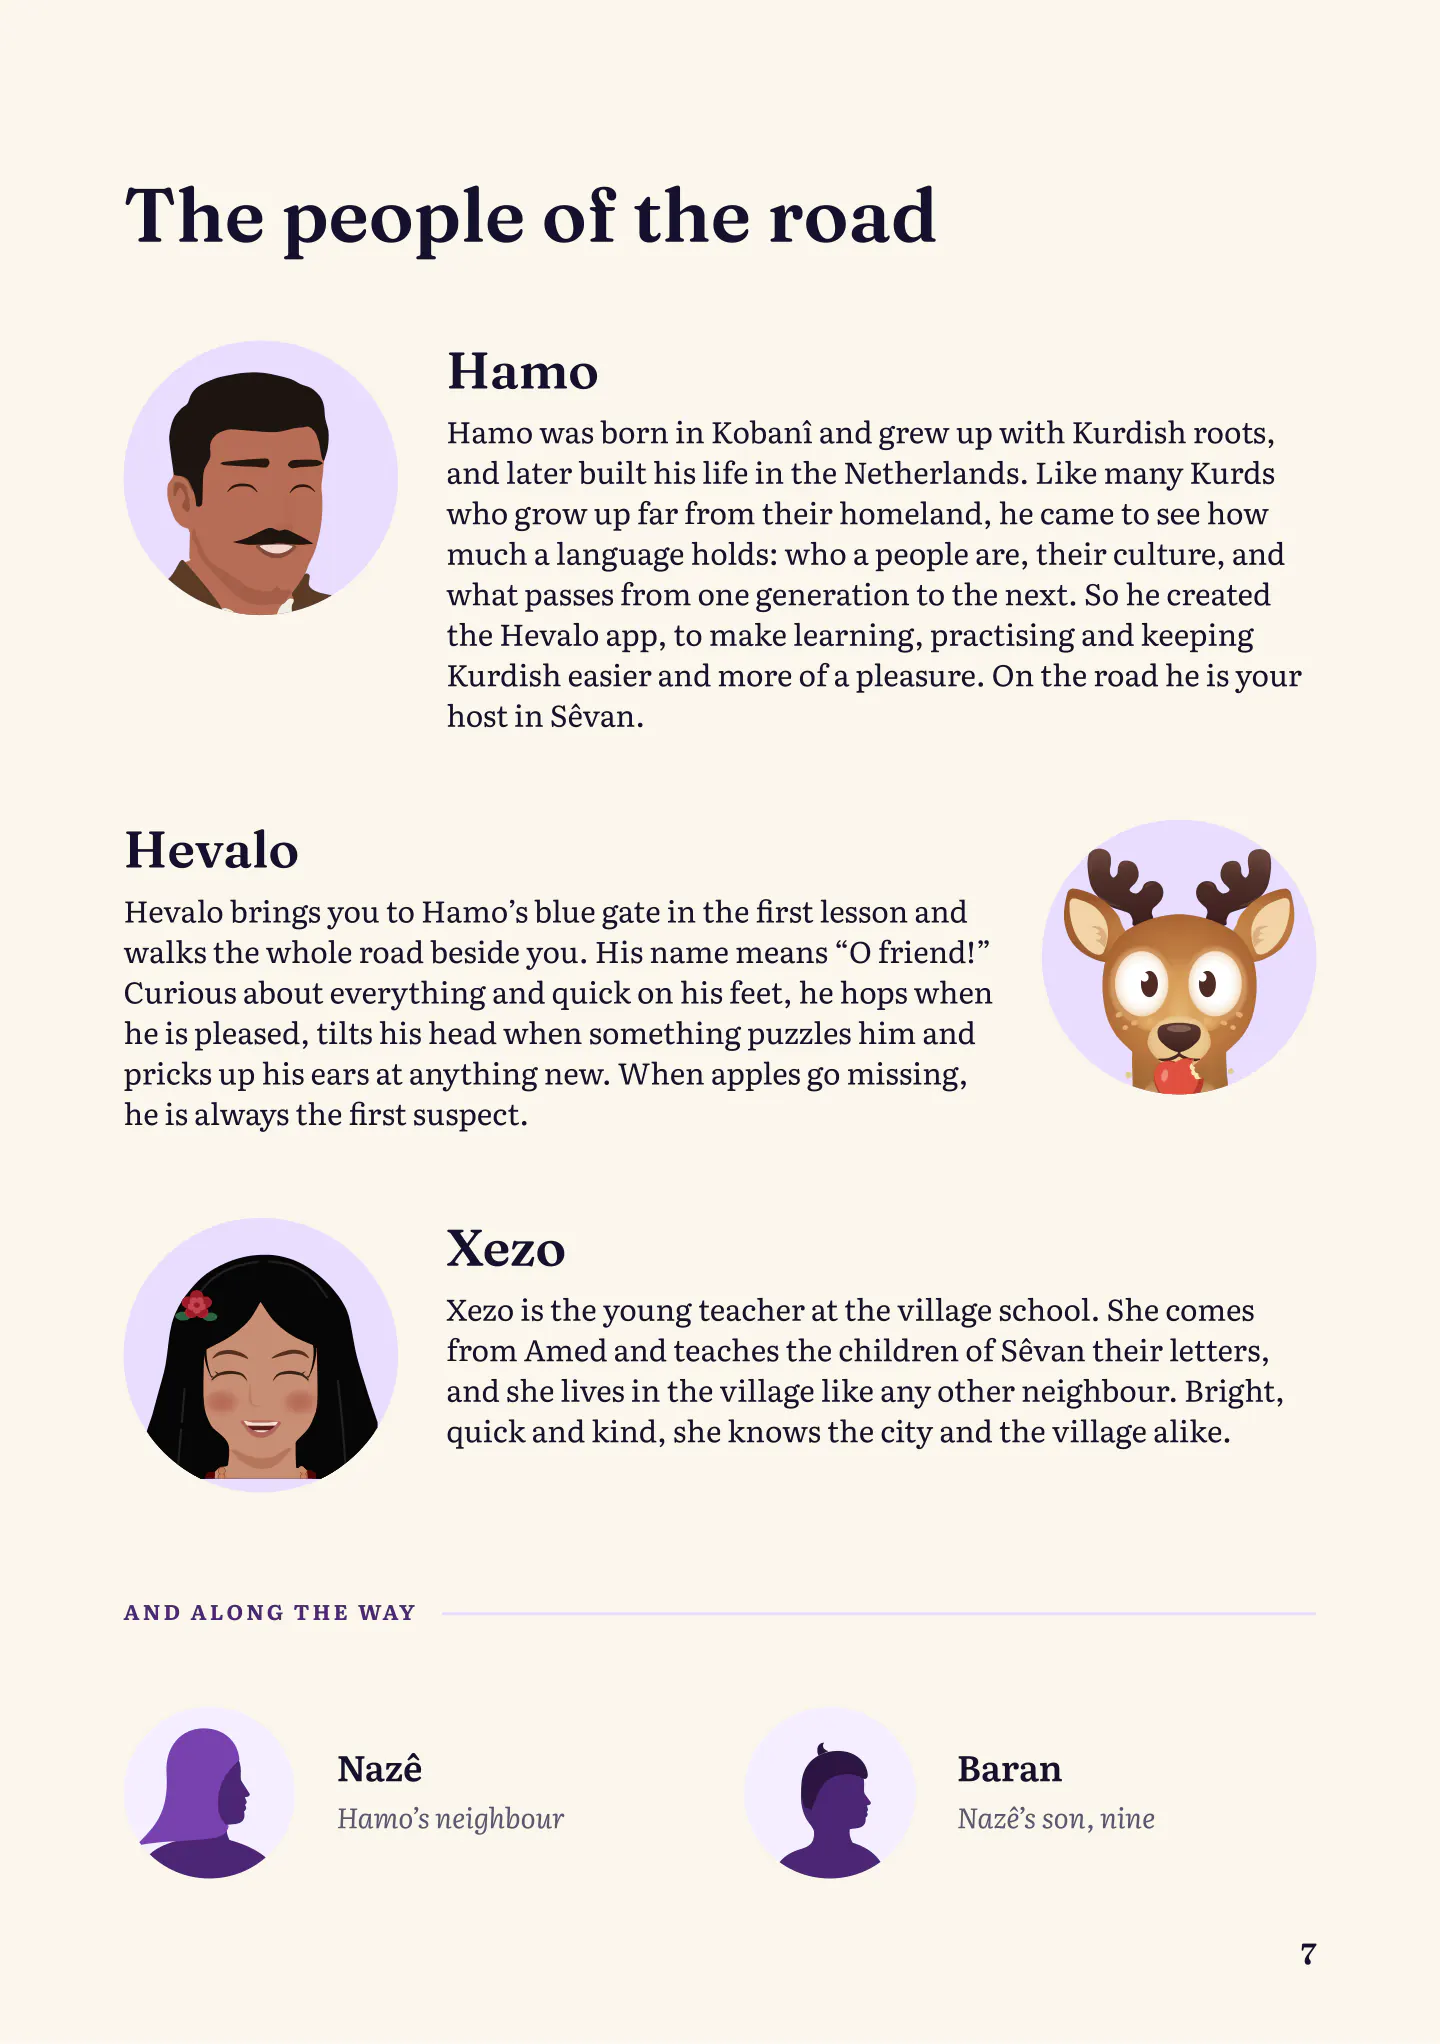 The people of the road
Hamo
Hamo was born in Kobanî and grew up with Kurdish roots,
and later built his life in the Netherlands. Like many Kurds
who grow up far from their homeland, he came to see how
much a language holds: who a people are, their culture, and
what passes from one generation to the next. So he created
the Hevalo app, to make learning, practising and keeping
Kurdish easier and more of a pleasure. On the road he is your
host in Sêvan.
Hevalo
Hevalo brings you to Hamo’s blue gate in the first lesson and
walks the whole road beside you. His name means “O friend!”
Curious about everything and quick on his feet, he hops when
he is pleased, tilts his head when something puzzles him and
pricks up his ears at anything new. When apples go missing,
he is always the first suspect.
Xezo
Xezo is the young teacher at the village school. She comes
from Amed and teaches the children of Sêvan their letters,
and she lives in the village like any other neighbour. Bright,
quick and kind, she knows the city and the village alike.
AND ALONG THE WAY
Nazê
Hamo’s neighbour
Baran
Nazê’s son, nine
7